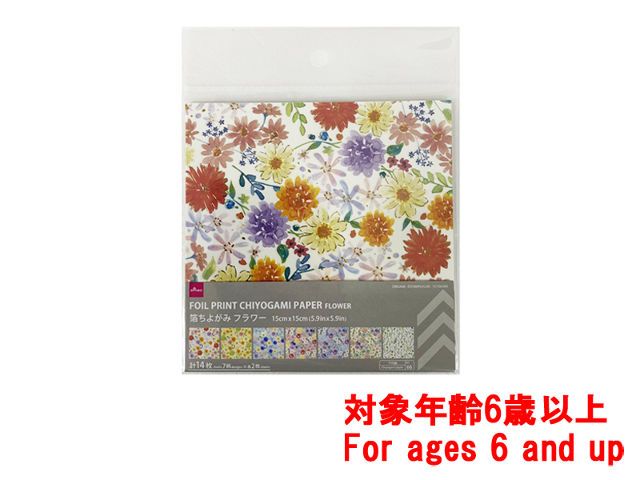 FOIL PRINT CHIYOGAMI PAPER FLOWER
箔ちよがみ フラワー 15cm x 15cm (5.9in x 5.9in)
計14枚
対象年齢6歳以上
For ages 6 and up